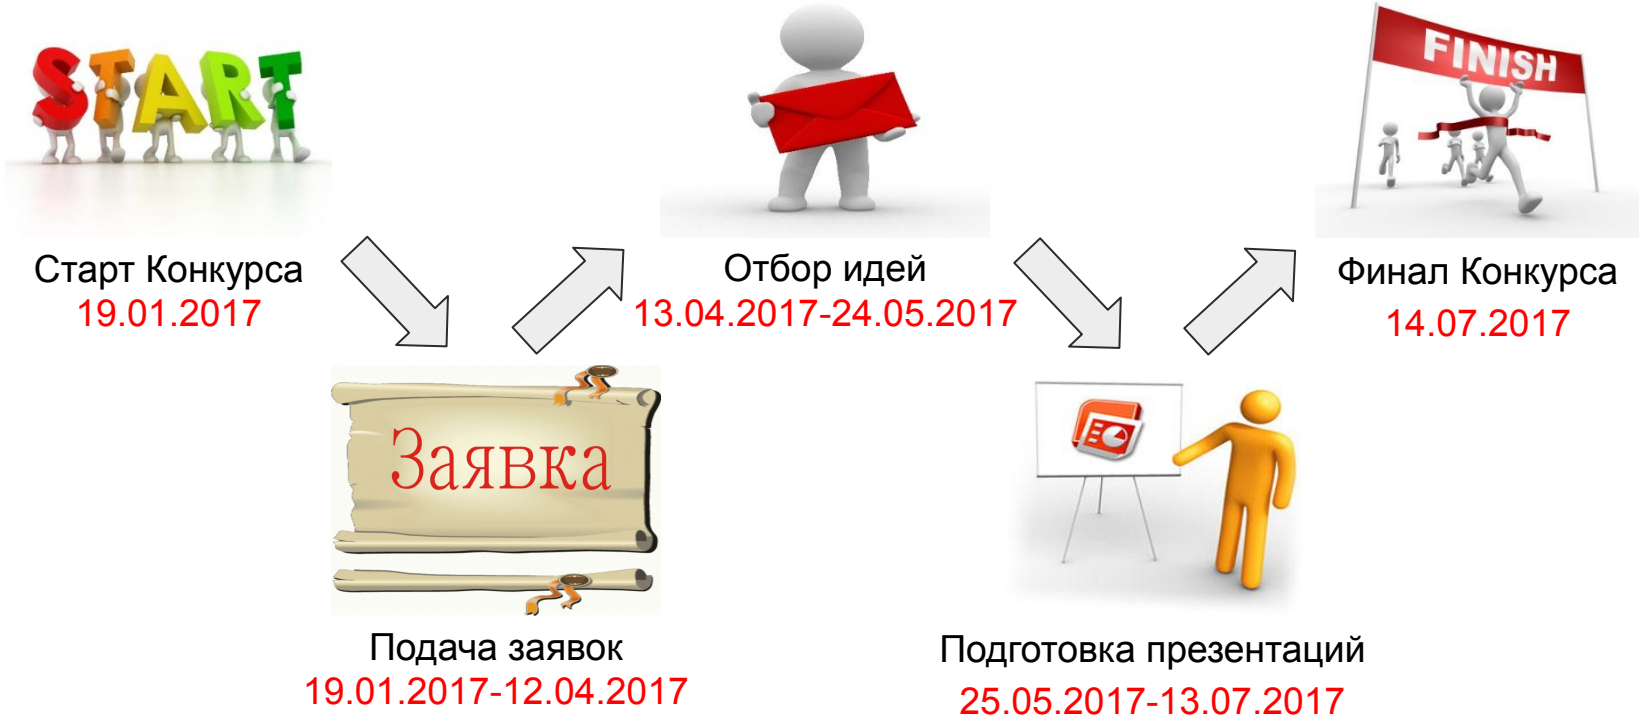 START
Старт Конкурса
19.01.2017
Заявка
Подача заявок
19.01.2017-12.04.2017
Отбор идей
13.04.2017-24.05.2017
Подготовка презентаций
25.05.2017-13.07.2017
FINISH
Финал Конкурса
14.07.2017